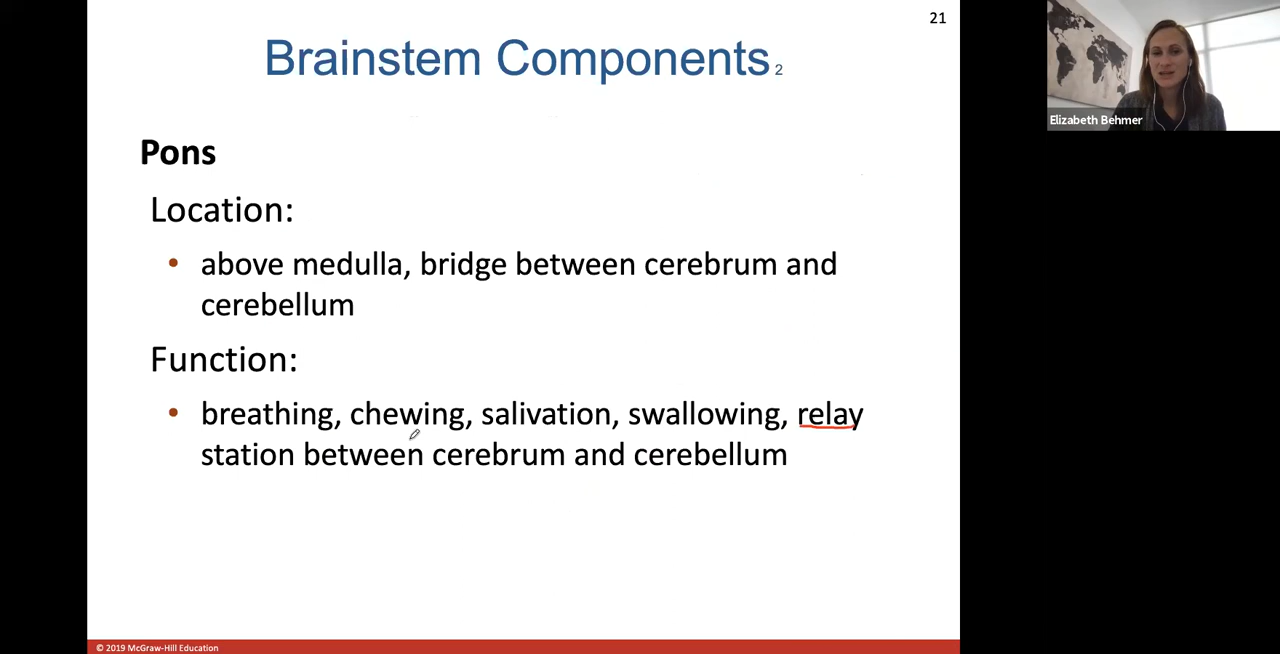 21
Brainstem Components 2
Elizabeth Behmer
Pons
Location:
• above medulla, bridge between cerebrum and
cerebellum
Function:
• breathing, chewing, salivation, swallowing, relay
station between cerebrum and cerebellum
© 2019 McGraw-Hill Education